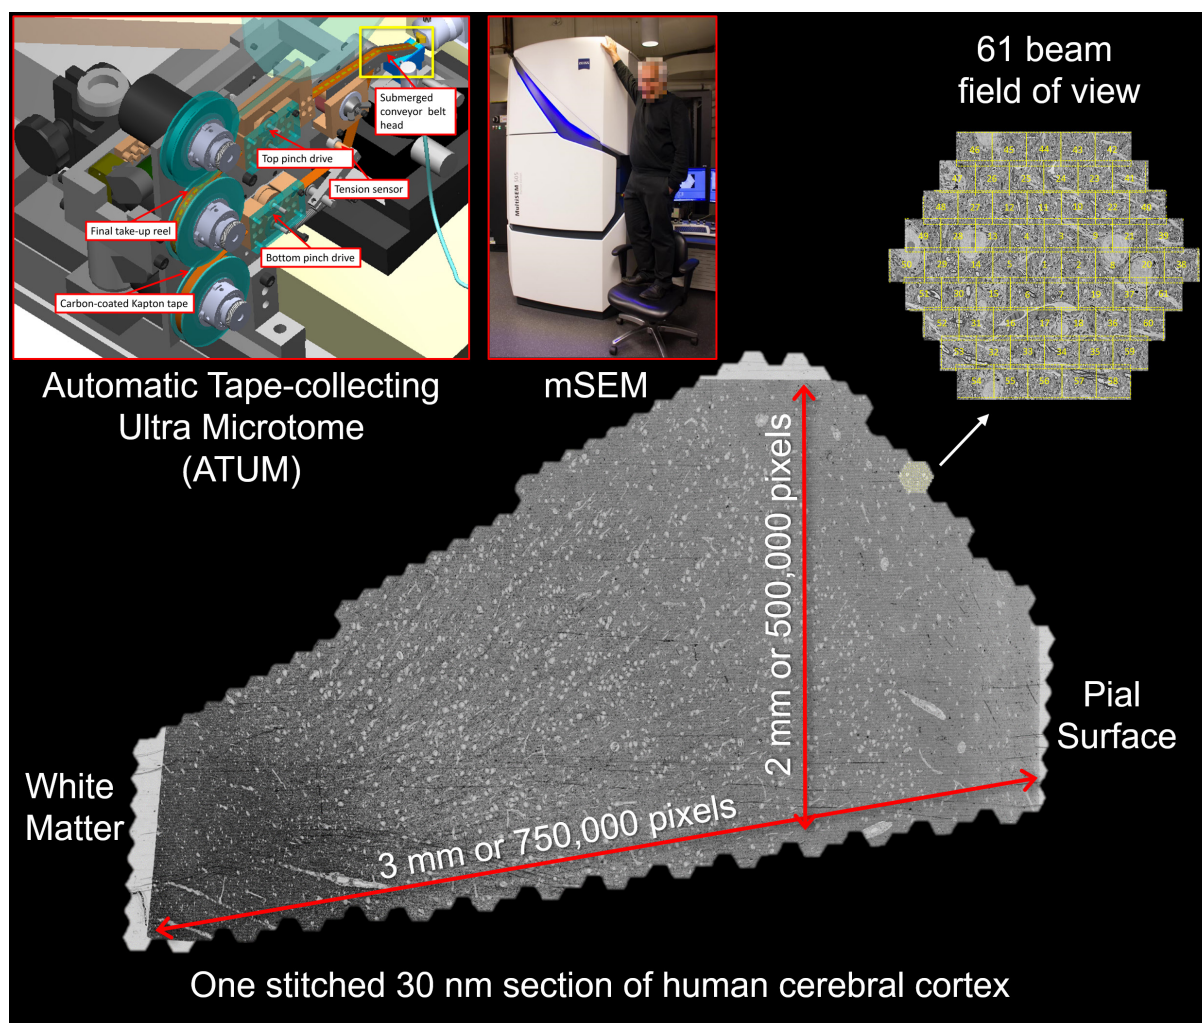 Submerged
conveyor belt
head
Top pinch drive
Tension sensor
Final take-up reel
Bottom pinch drive
Carbon-coated Kapton tape
Automatic Tape-collecting
Ultra Microtome
(ATUM)
ZEISS
MultiSEM
mSEM
61 beam
field of view
2 mm or 500,000 pixels
3 mm or 750,000 pixels
White
Matter
Pial
Surface
One stitched 30 nm section of human cerebral cortex